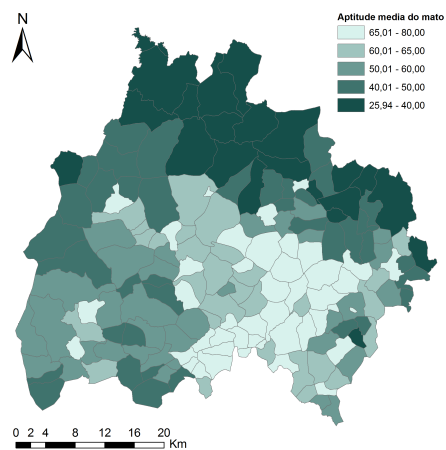 N
Aptitude media do mato
65,01 - 80,00
60,01 - 65,00
50,01 - 60,00
40,01 - 50,00
25,94 - 40,00
0 2 4 8 12 16 20
Km